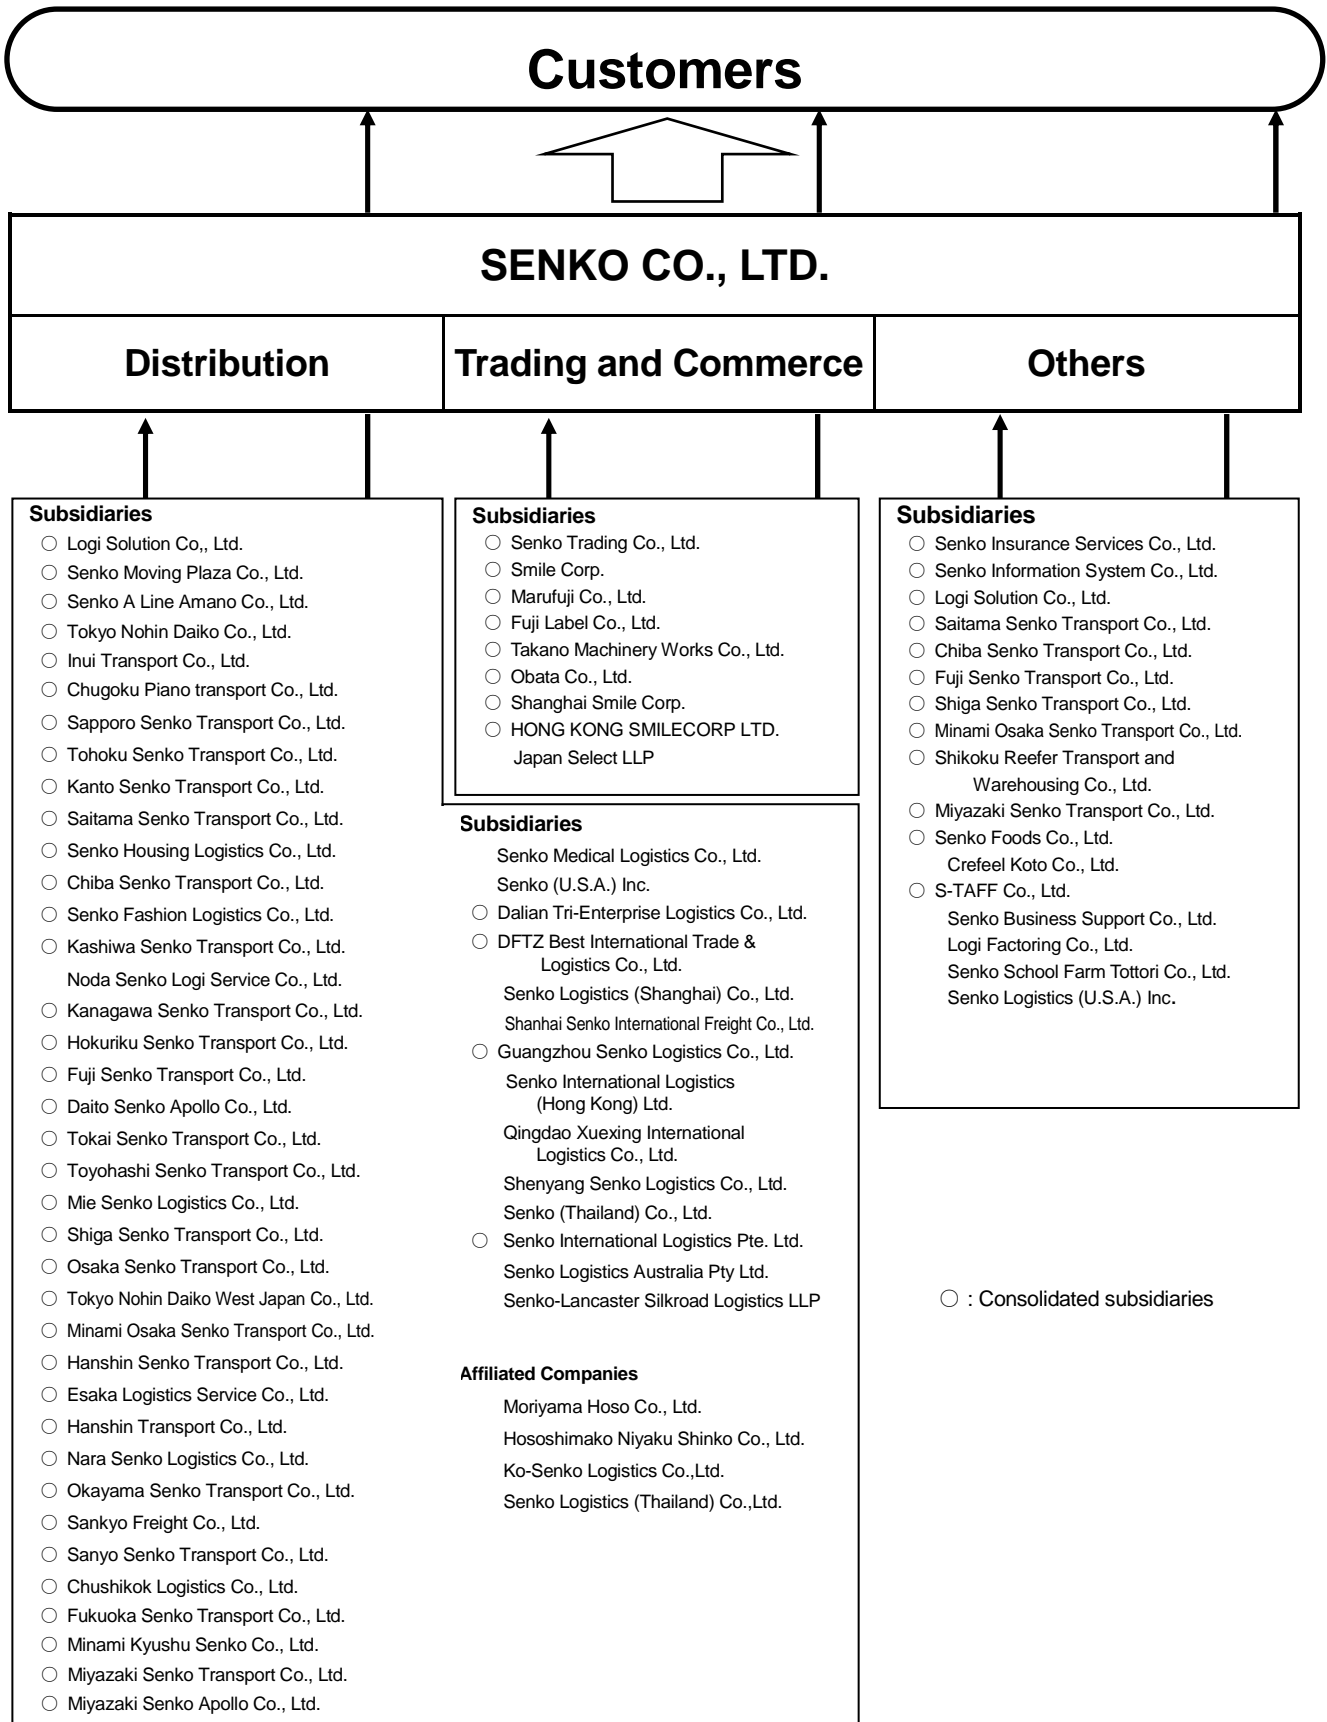 Customers
SENKO CO., LTD.
Distribution
Trading and Commerce
Others
Subsidiaries
○ Logi Solution Co,, Ltd.
○ Senko Moving Plaza Co., Ltd.
○ Senko A Line Amano Co., Ltd.
○ Tokyo Nohin Daiko Co., Ltd.
○ Inui Transport Co., Ltd.
○ Chugoku Piano transport Co., Ltd.
○ Sapporo Senko Transport Co., Ltd.
○ Tohoku Senko Transport Co., Ltd.
○ Kanto Senko Transport Co., Ltd.
○ Saitama Senko Transport Co., Ltd.
○ Senko Housing Logistics Co., Ltd.
○ Chiba Senko Transport Co., Ltd.
○ Senko Fashion Logistics Co., Ltd.
○ Kashiwa Senko Transport Co., Ltd.
Noda Senko Logi Service Co., Ltd.
○ Kanagawa Senko Transport Co., Ltd.
○ Hokuriku Senko Transport Co., Ltd.
○ Fuji Senko Transport Co., Ltd.
○ Daito Senko Apollo Co., Ltd.
○ Tokai Senko Transport Co., Ltd.
○ Toyohashi Senko Transport Co., Ltd.
○ Mie Senko Logistics Co., Ltd.
○ Shiga Senko Transport Co., Ltd.
○ Osaka Senko Transport Co., Ltd.
○ Tokyo Nohin Daiko West Japan Co., Ltd.
○ Minami Osaka Senko Transport Co., Ltd.
○ Hanshin Senko Transport Co., Ltd.
○ Esaka Logistics Service Co., Ltd.
○ Hanshin Transport Co., Ltd.
○ Nara Senko Logistics Co., Ltd.
○ Okayama Senko Transport Co., Ltd.
○ Sankyo Freight Co., Ltd.
○ Sanyo Senko Transport Co., Ltd.
○ Chushikok Logistics Co., Ltd.
○ Fukuoka Senko Transport Co., Ltd.
○ Minami Kyushu Senko Co., Ltd.
○ Miyazaki Senko Transport Co., Ltd.
○ Miyazaki Senko Apollo Co., Ltd.
Subsidiaries
○ Senko Trading Co., Ltd.
○ Smile Corp.
○ Marufuji Co., Ltd.
○ Fuji Label Co., Ltd.
○ Takano Machinery Works Co., Ltd.
○ Obata Co., Ltd.
○ Shanghai Smile Corp.
○ HONG KONG SMILECORP LTD.
Japan Select LLP
Subsidiaries
Senko Medical Logistics Co., Ltd.
Senko (U.S.A.) Inc.
○ Dalian Tri-Enterprise Logistics Co., Ltd.
○ DFTZ Best International Trade &
Logistics Co., Ltd.
Senko Logistics (Shanghai) Co., Ltd.
Shanhai Senko International Freight Co., Ltd.
○ Guangzhou Senko Logistics Co., Ltd.
Senko International Logistics
(Hong Kong) Ltd.
Qingdao Xuexing International
Logistics Co., Ltd.
Shenyang Senko Logistics Co., Ltd.
Senko (Thailand) Co., Ltd.
○ Senko International Logistics Pte. Ltd.
Senko Logistics Australia Pty Ltd.
Senko-Lancaster Silkroad Logistics LLP
Affiliated Companies
Moriyama Hoso Co., Ltd.
Hososhimako Niyaku Shinko Co., Ltd.
Ko-Senko Logistics Co.,Ltd.
Senko Logistics (Thailand) Co.,Ltd.
Subsidiaries
○ Senko Insurance Services Co., Ltd.
○ Senko Information System Co., Ltd.
○ Logi Solution Co., Ltd.
○ Saitama Senko Transport Co., Ltd.
○ Chiba Senko Transport Co., Ltd.
○ Fuji Senko Transport Co., Ltd.
○ Shiga Senko Transport Co., Ltd.
○ Minami Osaka Senko Transport Co., Ltd.
○ Shikoku Reefer Transport and
Warehousing Co., Ltd.
○ Miyazaki Senko Transport Co., Ltd.
○ Senko Foods Co., Ltd.
Crefeel Koto Co., Ltd.
○ S-TAFF Co., Ltd.
Senko Business Support Co., Ltd.
Logi Factoring Co., Ltd.
Senko School Farm Tottori Co., Ltd.
Senko Logistics (U.S.A.) Inc.
○ : Consolidated subsidiaries